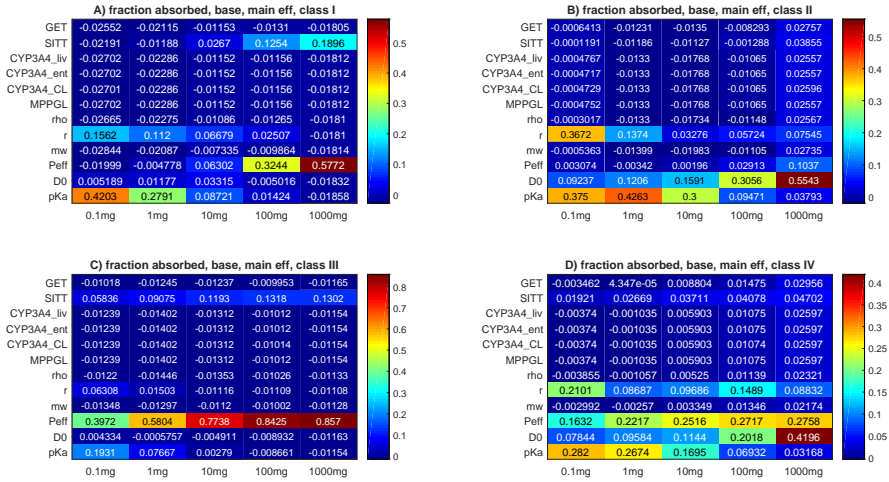 A) fraction absorbed, base, main eff, class I
GET -0.02552 -0.02115 -0.01153 -0.0131 -0.01805
SITT -0.02191 -0.01188 0.0267 0.1254 0.1896
CYP3A4_liv -0.02702 -0.02286 -0.01152 -0.01156 -0.01812
CYP3A4_ent -0.02702 -0.02286 -0.01152 -0.01156 -0.01812
CYP3A4_CL -0.02701 -0.02286 -0.01152 -0.01156 -0.01812
MPPGL -0.02702 -0.02286 -0.01152 -0.01156 -0.01812
rho -0.02665 -0.02275 -0.01086 -0.01265 -0.0181
r 0.1562 0.112 0.06679 0.02507 -0.0181
mw -0.02844 -0.02087 -0.007335 -0.009864 -0.01814
Peff -0.01999 -0.004778 0.06302 0.3244 0.5772
D0 0.005189 0.01177 0.03315 -0.005016 -0.01832
pKa 0.4203 0.2791 0.08721 0.01424 -0.01858
0.1mg 1mg 10mg 100mg 1000mg
0.5
0.4
0.3
0.2
0.1
0
B) fraction absorbed, base, main eff, class II
GET -0.0006413 -0.01231 -0.0135 -0.008293 0.02757
SITT -0.0001191 -0.01186 -0.0127 -0.001288 0.03855
CYP3A4_liv -0.0004767 -0.0133 -0.01768 -0.01065 0.02557
CYP3A4_ent -0.0004717 -0.0133 -0.01768 -0.01065 0.02557
CYP3A4_CL -0.0004729 -0.0133 -0.01768 -0.01065 0.02596
MPPGL -0.0004752 -0.0133 -0.01768 -0.01065 0.02557
rho -0.0003017 -0.0133 -0.01734 -0.01148 0.02567
r 0.3672 0.1374 0.03276 0.05724 0.07545
mw -0.0005363 -0.01399 -0.01983 -0.01105 0.02735
Peff 0.003074 -0.00342 0.00196 0.02913 0.1037
D0 0.09237 0.1206 0.1591 0.3056 0.5543
pKa 0.375 0.4263 0.3 0.09471 0.03793
0.1mg 1mg 10mg 100mg 1000mg
0.5
0.4
0.3
0.2
0.1
0
C) fraction absorbed, base, main eff, class III
GET -0.01018 -0.01245 -0.01237 -0.009953 -0.01165
SITT 0.05836 0.09075 0.1193 0.1318 0.1302
CYP3A4_liv -0.01239 -0.01402 -0.01312 -0.01012 -0.01154
CYP3A4_ent -0.01239 -0.01402 -0.01312 -0.01012 -0.01154
CYP3A4_CL -0.01239 -0.01402 -0.01312 -0.01014 -0.01154
MPPGL -0.01239 -0.01402 -0.01312 -0.01012 -0.01154
rho -0.0122 -0.01446 -0.01353 -0.01026 -0.01133
r 0.06308 0.01503 -0.01116 -0.01109 -0.01108
mw -0.01348 -0.01297 -0.0112 -0.01002 -0.01128
Peff 0.3972 0.5804 0.7738 0.8425 0.857
D0 0.004334 -0.0005757 -0.004911 -0.008932 -0.01163
pKa 0.1931 0.07667 0.00279 -0.008661 -0.01154
0.1mg 1mg 10mg 100mg 1000mg
0.8
0.7
0.6
0.5
0.4
0.3
0.2
0.1
0
D) fraction absorbed, base, main eff, class IV
GET -0.003462 4.347e-05 0.008804 0.01475 0.02956
SITT 0.01921 0.02669 0.03711 0.04078 0.04702
CYP3A4_liv -0.00374 -0.001035 0.005903 0.01075 0.02597
CYP3A4_ent -0.00374 -0.001035 0.005903 0.01075 0.02597
CYP3A4_CL -0.00374 -0.001035 0.005903 0.01074 0.02597
MPPGL -0.00374 -0.001035 0.005903 0.01075 0.02597
rho -0.003855 -0.001057 0.00525 0.01139 0.02321
r 0.2101 0.08687 0.09686 0.1489 0.08832
mw -0.002992 -0.00257 0.003349 0.01346 0.02174
Peff 0.1632 0.2217 0.2516 0.2717 0.2758
D0 0.07844 0.09584 0.1144 0.2018 0.4196
pKa 0.282 0.2674 0.1695 0.06932 0.03168
0.1mg 1mg 10mg 100mg 1000mg
0.4
0.35
0.3
0.25
0.2
0.15
0.1
0.05
0